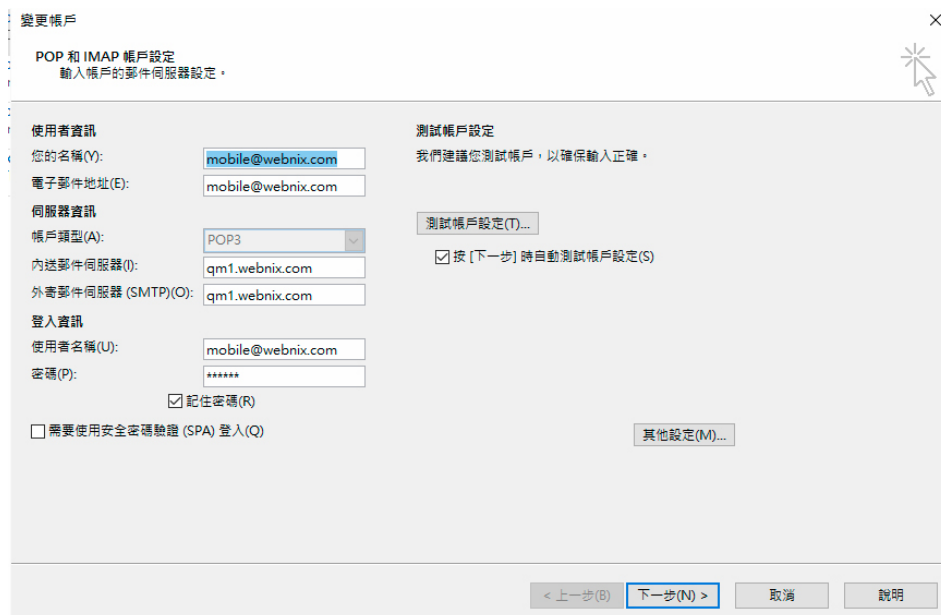 變更帳戶
POP 和 IMAP 帳戶設定
輸入帳戶的郵件伺服器設定。
使用者資訊
您的名稱(Y): mobile@webnix.com
電子郵件地址(E): mobile@webnix.com
伺服器資訊
帳戶類型(A): POP3
內送郵件伺服器(I): qm1.webnix.com
外寄郵件伺服器 (SMTP)(O): qm1.webnix.com
登入資訊
使用者名稱(U): mobile@webnix.com
密碼(P): ******
記住密碼(R)
需要使用安全密碼驗證 (SPA) 登入(Q)
測試帳戶設定
我們建議您測試帳戶，以確保輸入正確。
測試帳戶設定(T)...
按 [下一步] 時自動測試帳戶設定(S)
其他設定(M)...
< 上一步(B) 下一步(N) > 取消 說明